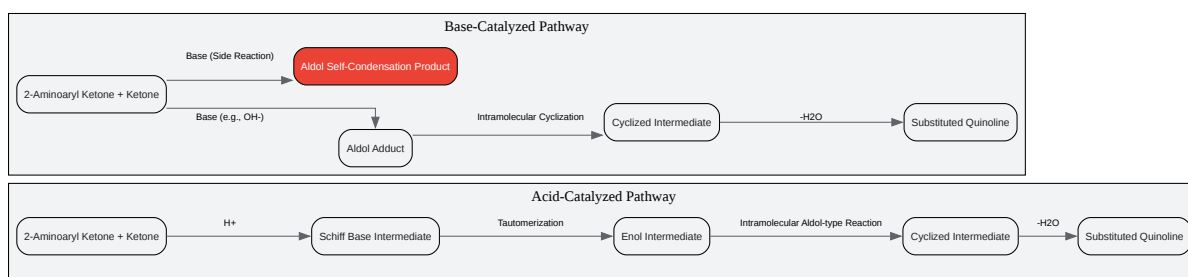 Base-Catalyzed Pathway
Base (Side Reaction)
Aldol Self-Condensation Product
2-Aminoaryl Ketone + Ketone
Base (e.g., OH-)
Aldol Adduct
Intramolecular Cyclization
Cyclized Intermediate
-H2O
Substituted Quinoline
Acid-Catalyzed Pathway
2-Aminoaryl Ketone + Ketone
H+
Schiff Base Intermediate
Tautomerization
Enol Intermediate
Intramolecular Aldol-type Reaction
Cyclized Intermediate
-H2O
Substituted Quinoline